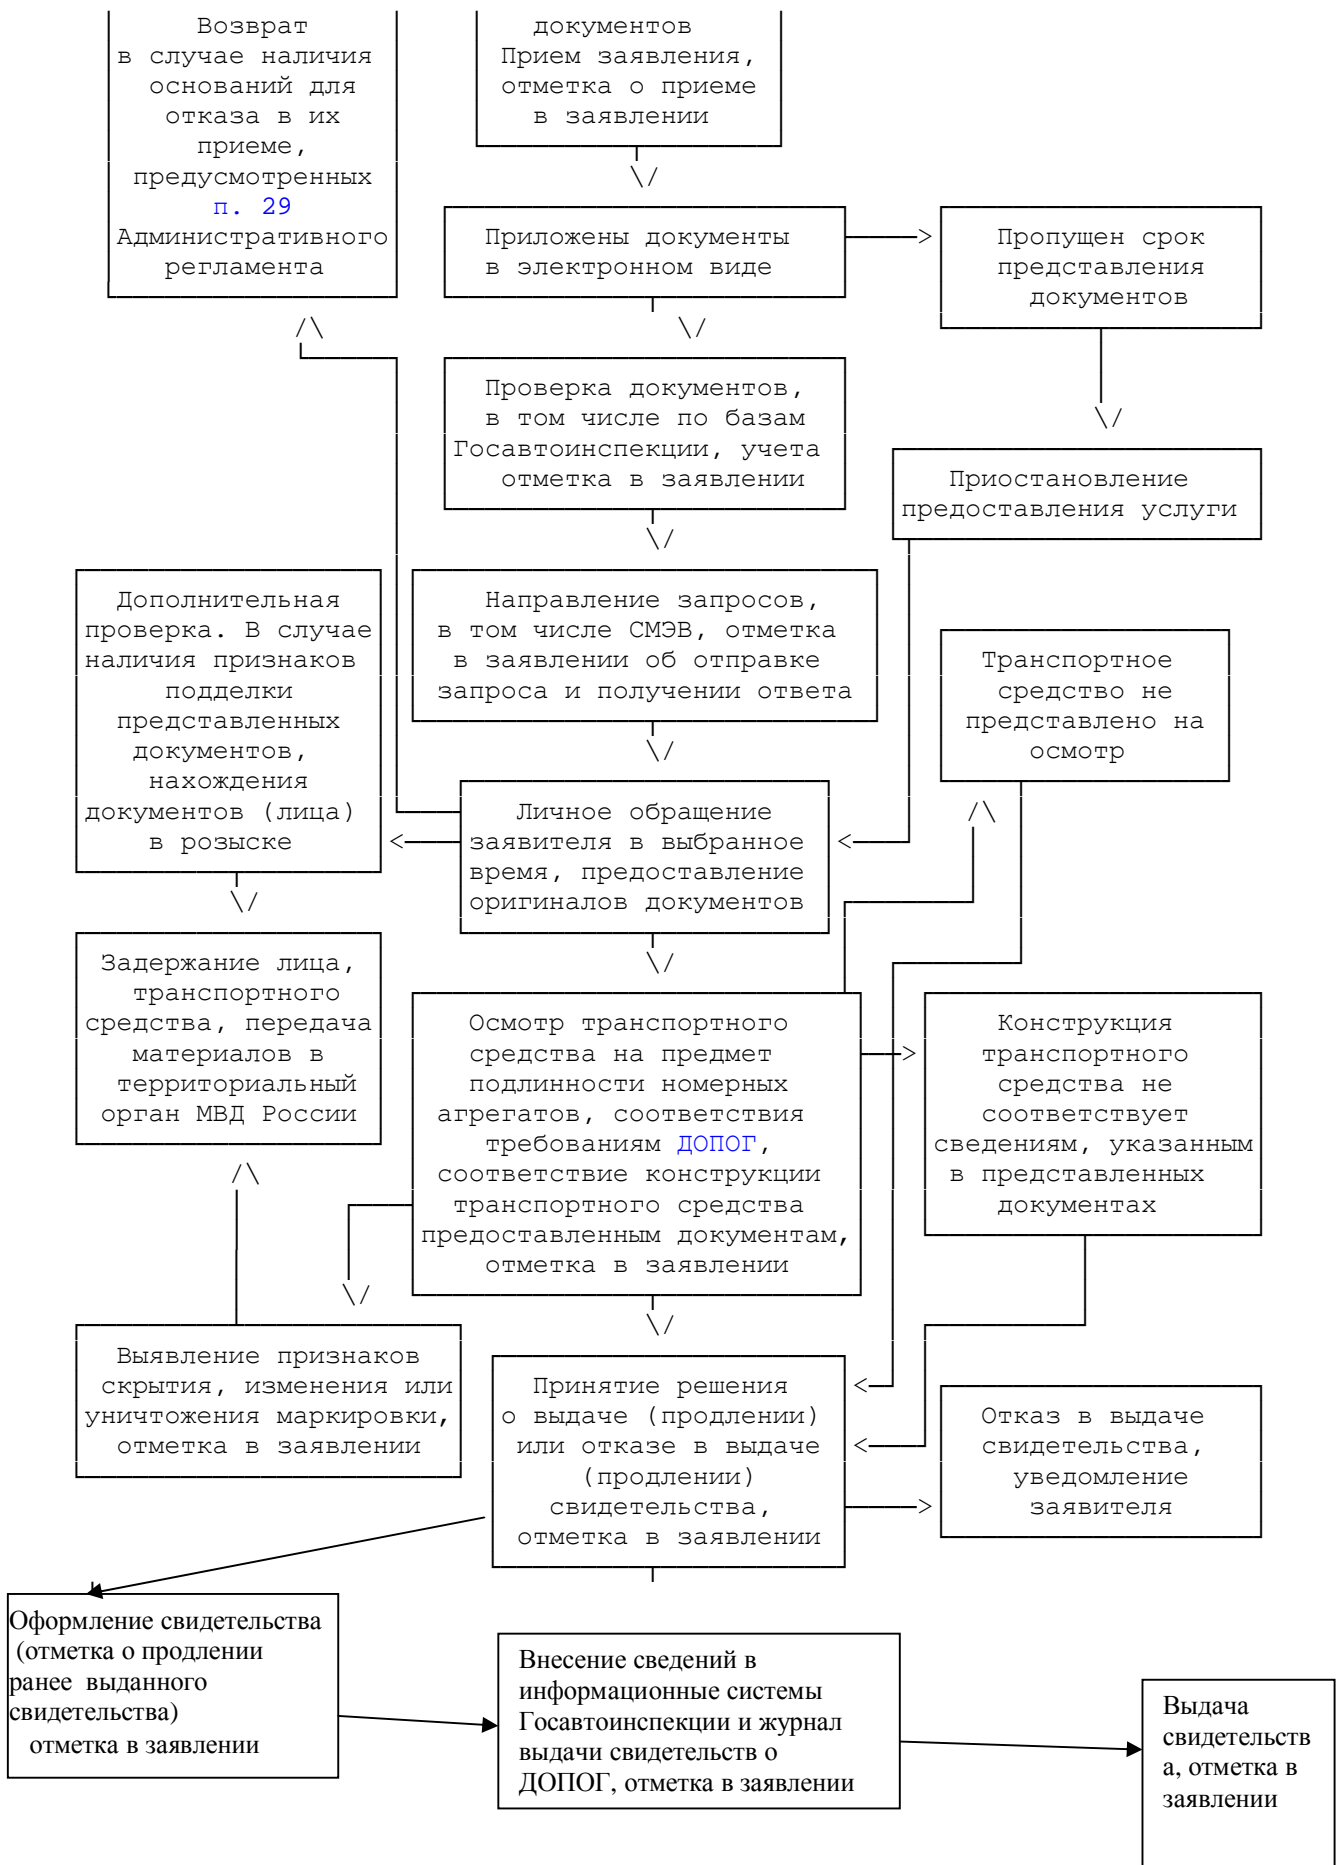 Возврат
в случае наличия
оснований для
отказа в их
приеме,
предусмотренных
п. 29
Административного
регламента
документов
Прием заявления,
отметка о приеме
в заявлении
Приложены документы
в электронном виде
Пропущен срок
представления
документов
Проверка документов,
в том числе по базам
Госавтоинспекции, учета
отметка в заявлении
Приостановление
предоставления услуги
Дополнительная
проверка. В случае
наличия признаков
подделки
представленных
документов,
нахождения
документов (лица)
в розыске
Направление запросов,
в том числе СМЭВ, отметка
в заявлении об отправке
запроса и получении ответа
Транспортное
средство не
представлено на
осмотр
Личное обращение
заявителя в выбранное
время, предоставление
оригиналов документов
Задержание лица,
транспортного
средства, передача
материалов в
территориальный
орган МВД России
Осмотр транспортного
средства на предмет
подлинности номерных
агрегатов, соответствия
требованиям ДОПОГ,
соответствие конструкции
транспортного средства
предоставленным документам,
отметка в заявлении
Конструкция
транспортного
средства не
соответствует
сведениям, указанным
в представленных
документах
Выявление признаков
скрытия, изменения или
уничтожения маркировки,
отметка в заявлении
Принятие решения
о выдаче (продлении)
или отказе в выдаче
(продлении)
свидетельства,
отметка в заявлении
Отказ в выдаче
свидетельства,
уведомление
заявителя
Оформление свидетельства
(отметка о продлении
ранее выданного
свидетельства)
отметка в заявлении
Внесение сведений в
информационные системы
Госавтоинспекции и журнал
выдачи свидетельств о
ДОПОГ, отметка в заявлении
Выдача
свидетельств
а, отметка в
заявлении